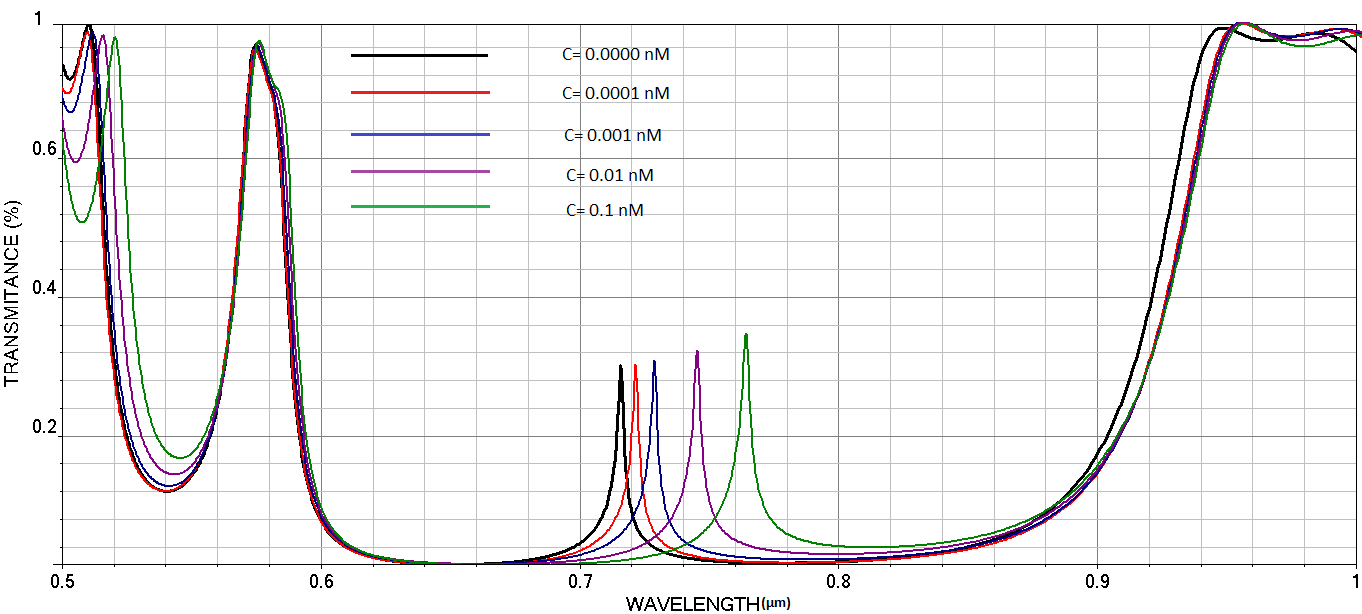 1
C= 0.0000 nM
C= 0.0001 nM
C= 0.001 nM
C= 0.01 nM
C= 0.1 nM
0.6
0.4
0.2
TRANSMITANCE (%)
0.5 0.6 0.7 0.8 0.9 1
WAVELENGTH(μm)